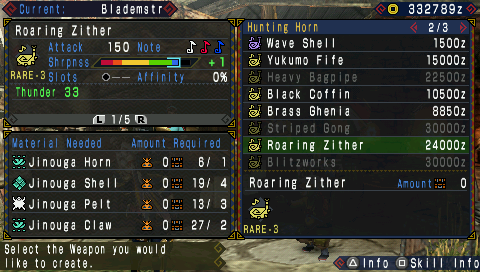 Current: Blademstr
332789z
Roaring Zither
Attack 150 Note
Shrpnss +1
RARE-3 Slots --- Affinity 0%
Thunder 33
L 1/5 R
Material Needed Amount Required
Jinouga Horn 0 6/ 1
Jinouga Shell 0 19/ 4
Jinouga Pelt 0 13/ 3
Jinouga Claw 0 27/ 2
Select the Weapon you would
like to create.
Hunting Horn 2/3
Wave Shell 1500z
Yukumo Fife 15000z
Heavy Bagpipe 22500z
Black Coffin 10500z
Brass Ghenia 8850z
Striped Gong 30000z
Roaring Zither 24000z
Blitzworks 30000z
Roaring Zither Amount 0
RARE-3
Info Skill Info